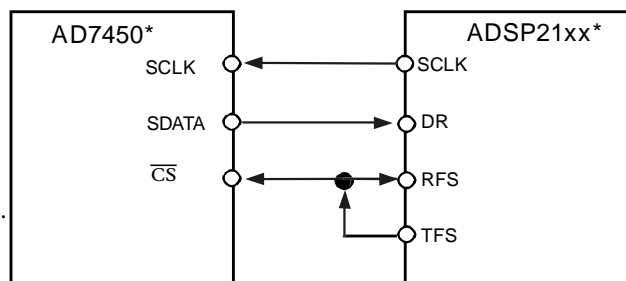 AD7450*
ADSP21xx*
SCLK
SCLK
SDATA
DR
CS
RFS
TFS